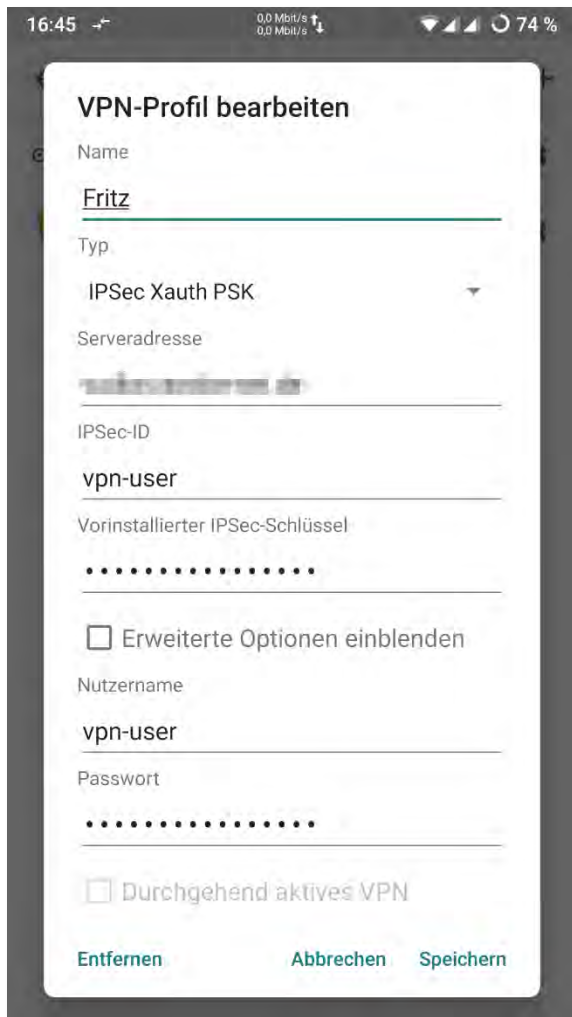 16:45
0,0 Mbit/s
0,0 Mbit/s
74 %
VPN-Profil bearbeiten
Name
Fritz
Typ
IPSec Xauth PSK
Serveradresse
IPSec-ID
vpn-user
Vorinstallierter IPSec-Schlüssel
••••••••••••••••
Erweiterte Optionen einblenden
Nutzername
vpn-user
Passwort
••••••••••••••••
Durchgehend aktives VPN
Entfernen Abbrechen Speichern